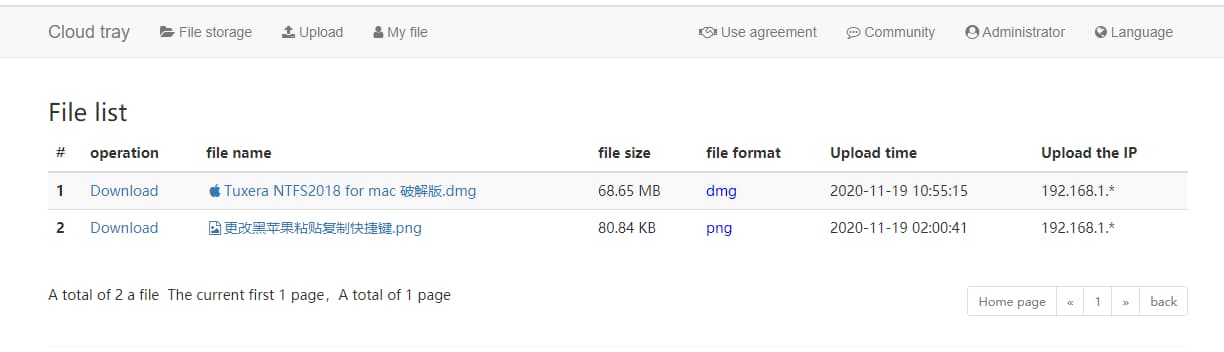 Cloud tray File storage Upload My file Use agreement Community Administrator Language
File list
# operation file name file size file format Upload time Upload the IP
1 Download Tuxera NTFS2018 for mac 破解版.dmg 68.65 MB dmg 2020-11-19 10:55:15 192.168.1.*
2 Download 更改黑苹果粘贴复制快捷键.png 80.84 KB png 2020-11-19 02:00:41 192.168.1.*
A total of 2 a file The current first 1 page，A total of 1 page Home page « 1 » back